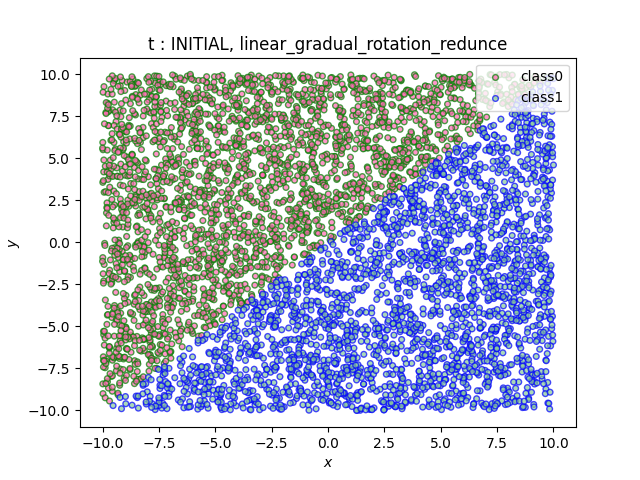 t : INITIAL, linear_gradual_rotation_redunce
class0
class1
y
10.0
7.5
5.0
2.5
0.0
−2.5
−5.0
−7.5
−10.0
−10.0 −7.5 −5.0 −2.5 0.0 2.5 5.0 7.5 10.0
x